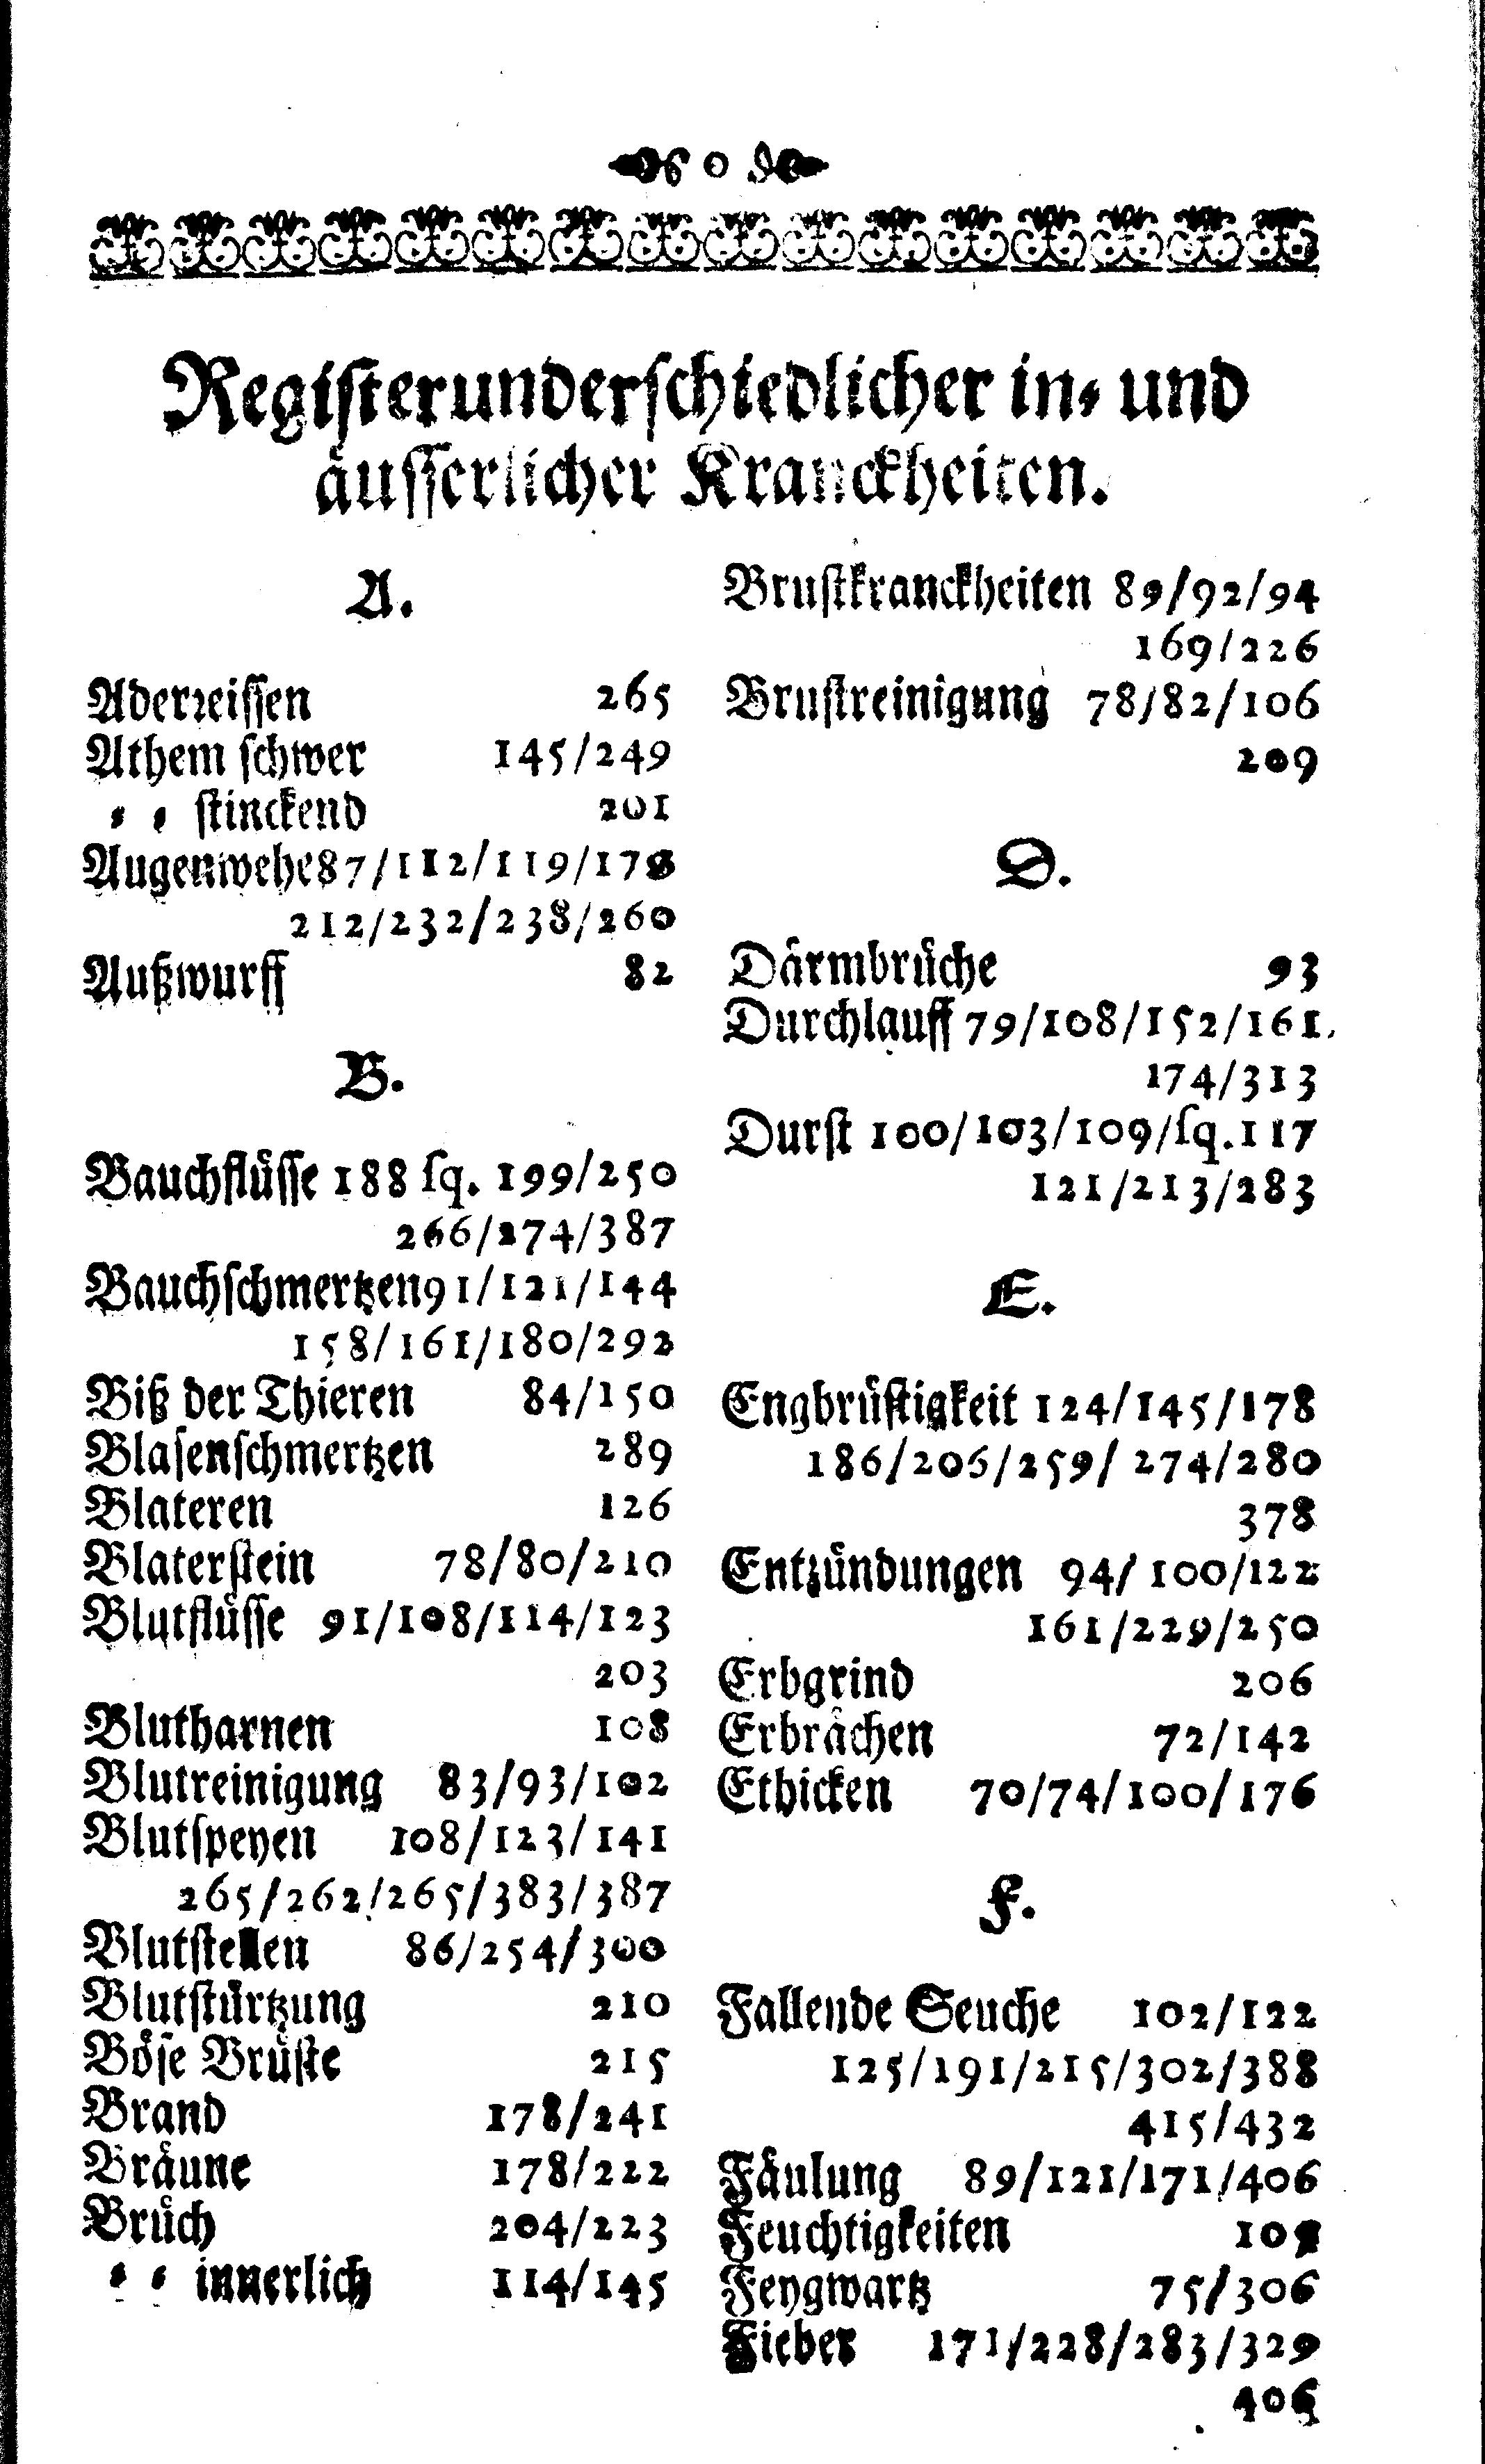 0
Register underschiedlicher in- und
äusserlicher Kranckheiten.
A.
Aderreissen 265
Athem schwer 145/249
- - stinckend 201
Augenwehe 87/112/119/178
212/232/238/260
Außwurff 82
B.
Bauchflüsse 188 sq. 199/250
266/274/387
Bauchschmertzen 91/121/144
158/161/180/292
Biß der Thieren 84/150
Blasenschmertzen 289
Blateren 126
Blaterstein 78/80/210
Blutflüsse 91/108/114/123
203
Blutharnen 108
Blutreinigung 83/93/102
Blutspeyen 108/123/141
265/262/265/383/387
Blutstellen 86/254/300
Blutstürtzung 210
Böse Brüste 215
Brand 178/241
Bräune 178/222
Brüch 204/223
- - innerlich 114/145
Brustkranckheiten 89/92/94
169/226
Brustreinigung 78/82/106
209
D.
Därmbrüche 93
Durchlauff 79/108/152/161.
174/313
Durst 100/103/109/sq. 117
121/213/283
E.
Engbrüstigkeit 124/145/178
186/206/259/274/280
378
Entzündungen 94/100/122
161/229/250
Erbgrind 206
Erbrächen 72/142
Ethicken 70/74/100/176
F.
Fallende Seuche 102/122
125/191/215/302/388
415/432
Fäulung 89/121/171/406
Feuchtigkeiten
Feygwartz 75/306
Fieber 171/228/283/329
406